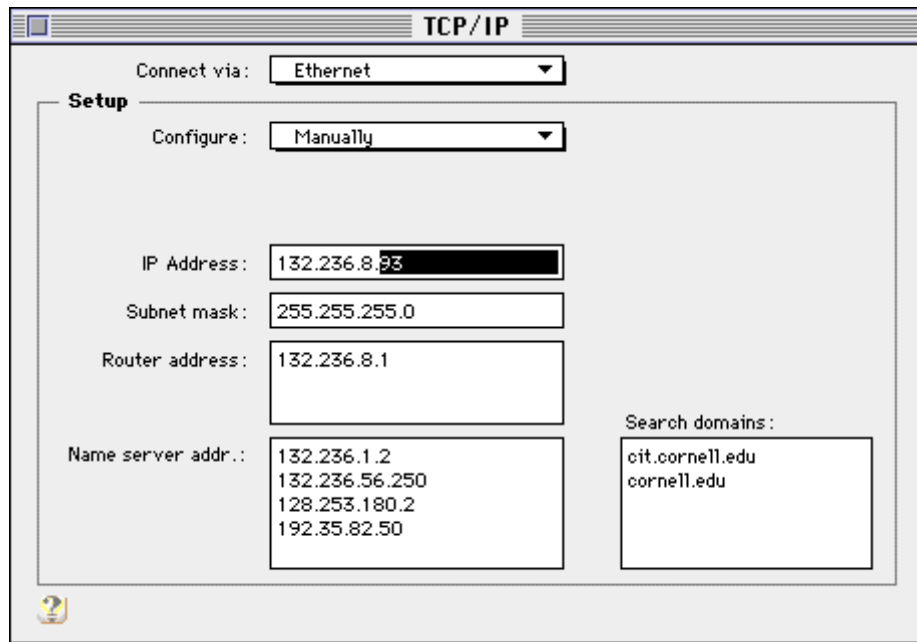 TCP/IP
Connect via: Ethernet
Setup
Configure: Manually
IP Address: 132.236.8.93
Subnet mask: 255.255.255.0
Router address: 132.236.8.1
Name server addr.: 132.236.1.2
132.236.56.250
128.253.180.2
192.35.82.50
Search domains:
cit.cornell.edu
cornell.edu